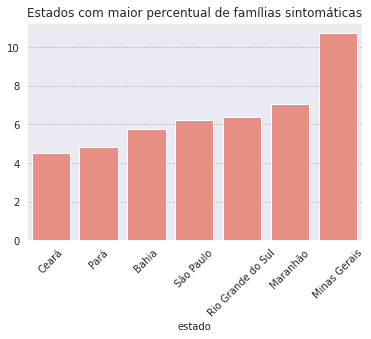 Estados com maior percentual de famílias sintomáticas
10
8
6
4
2
0
Ceará
Pará
Bahia
São Paulo
Rio Grande do Sul
Maranhão
Minas Gerais
estado